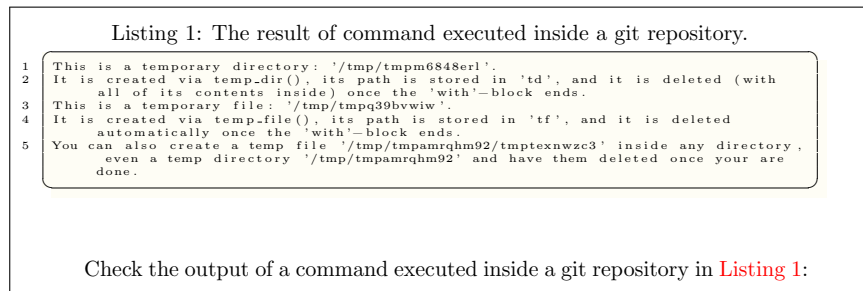 Listing 1: The result of command executed inside a git repository.
1 This is a temporary directory: '/tmp/tmpm6848erl'.
2 It is created via temp_dir(), its path is stored in 'td', and it is deleted (with
all of its contents inside) once the 'with'−block ends.
3 This is a temporary file: '/tmp/tmpq39bvwiw'.
4 It is created via temp_file(), its path is stored in 'tf', and it is deleted
automatically once the 'with'−block ends.
5 You can also create a temp file '/tmp/tmpamrqhm92/tmptexnwzc3' inside any directory,
even a temp directory '/tmp/tmpamrqhm92' and have them deleted once your are
done.
Check the output of a command executed inside a git repository in Listing 1: